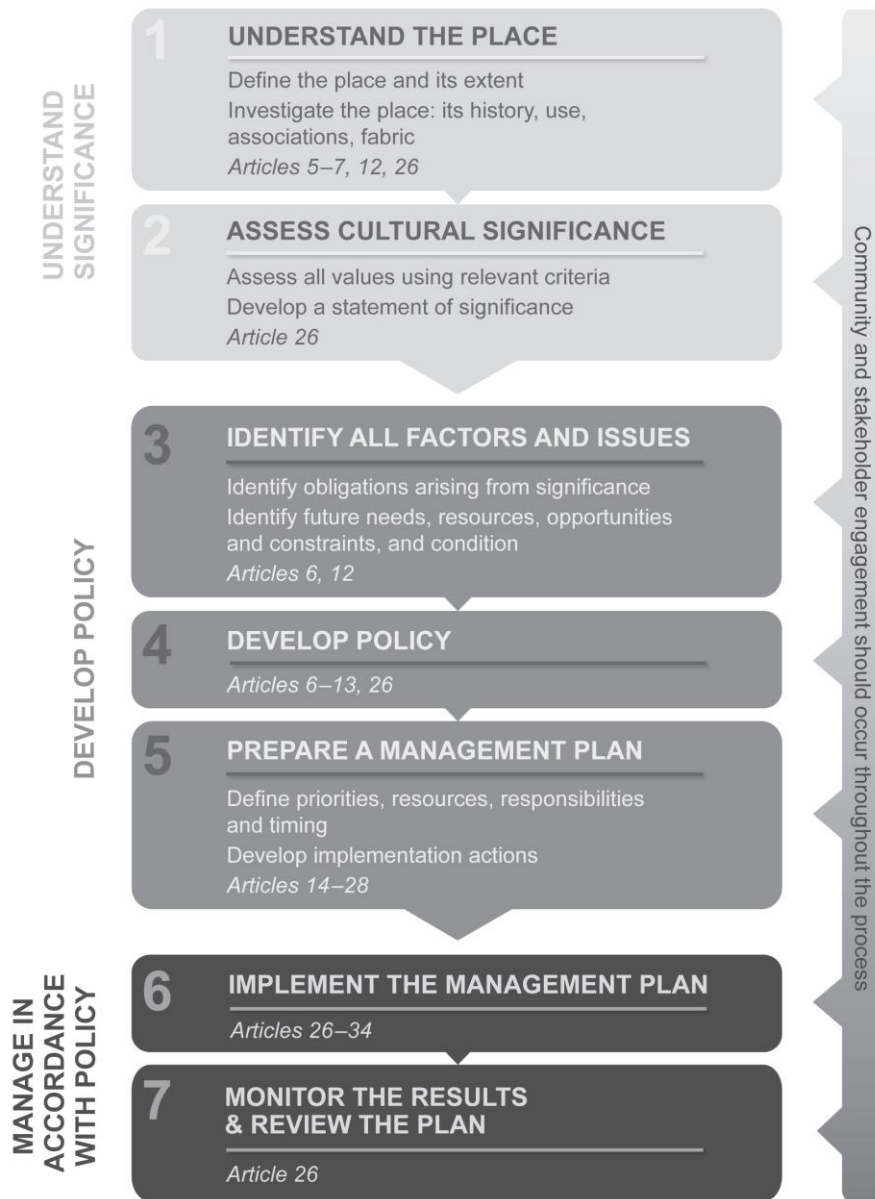 UNDERSTAND
SIGNIFICANCE
1
UNDERSTAND THE PLACE
Define the place and its extent
Investigate the place: its history, use,
associations, fabric
Articles 5–7, 12, 26
2
ASSESS CULTURAL SIGNIFICANCE
Assess all values using relevant criteria
Develop a statement of significance
Article 26
DEVELOP POLICY
3
IDENTIFY ALL FACTORS AND ISSUES
Identify obligations arising from significance
Identify future needs, resources, opportunities
and constraints, and condition
Articles 6, 12
4
DEVELOP POLICY
Articles 6–13, 26
5
PREPARE A MANAGEMENT PLAN
Define priorities, resources, responsibilities
and timing
Develop implementation actions
Articles 14–28
MANAGE IN
ACCORDANCE
WITH POLICY
6
IMPLEMENT THE MANAGEMENT PLAN
Articles 26–34
7
MONITOR THE RESULTS
& REVIEW THE PLAN
Article 26
Community and stakeholder engagement should occur throughout the process